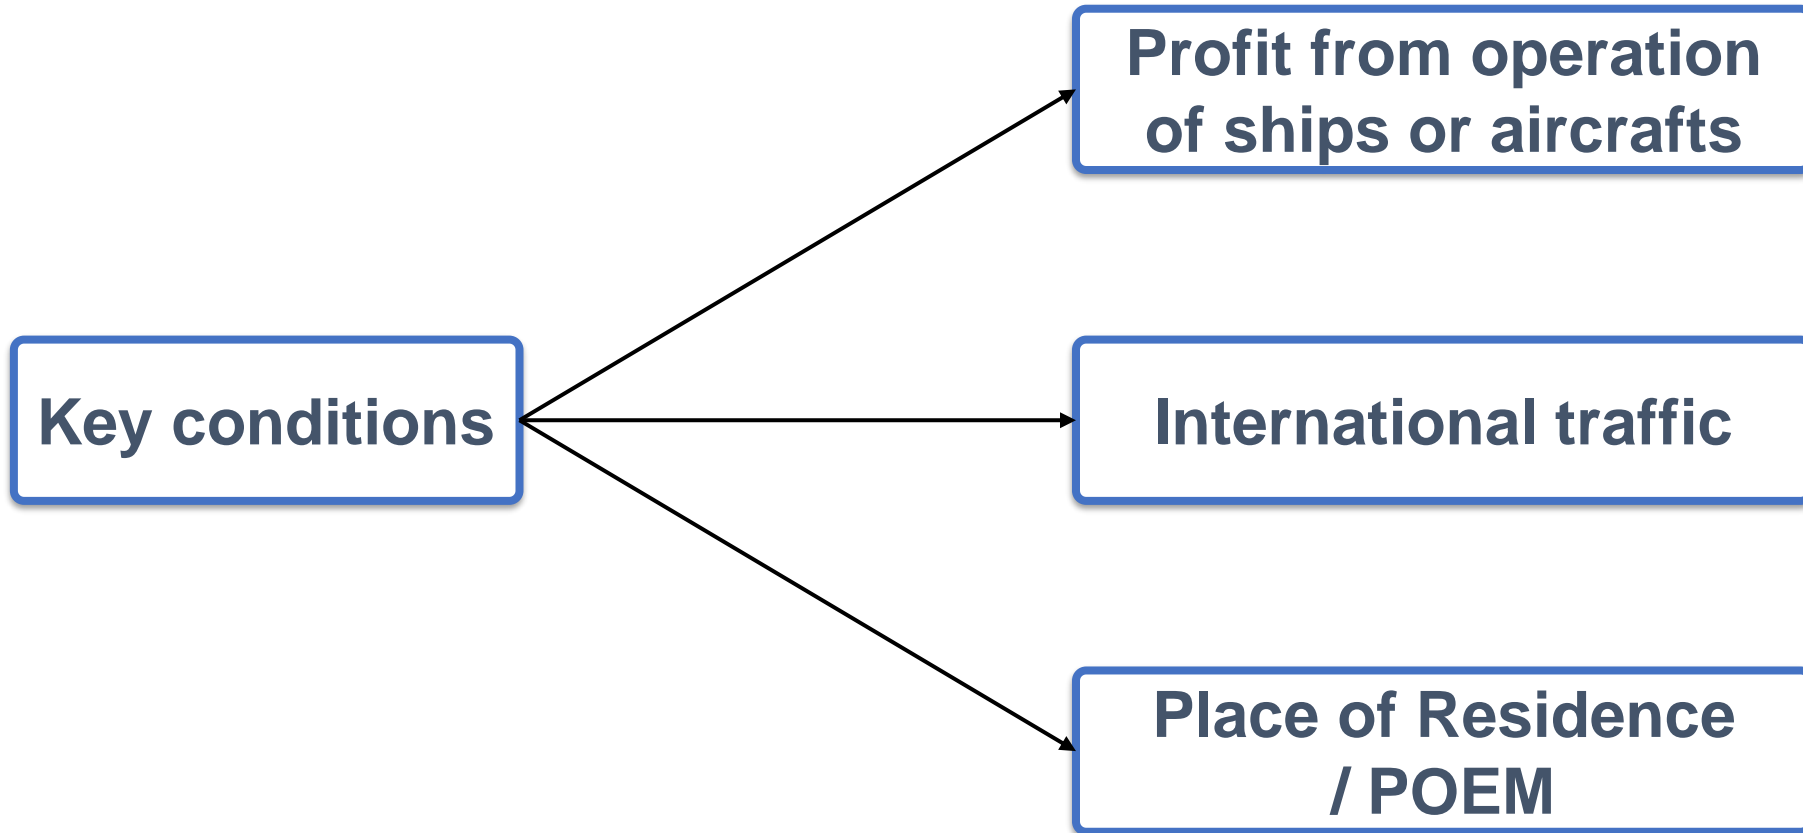 Profit from operation
of ships or aircrafts
Key conditions
International traffic
Place of Residence
/ POEM